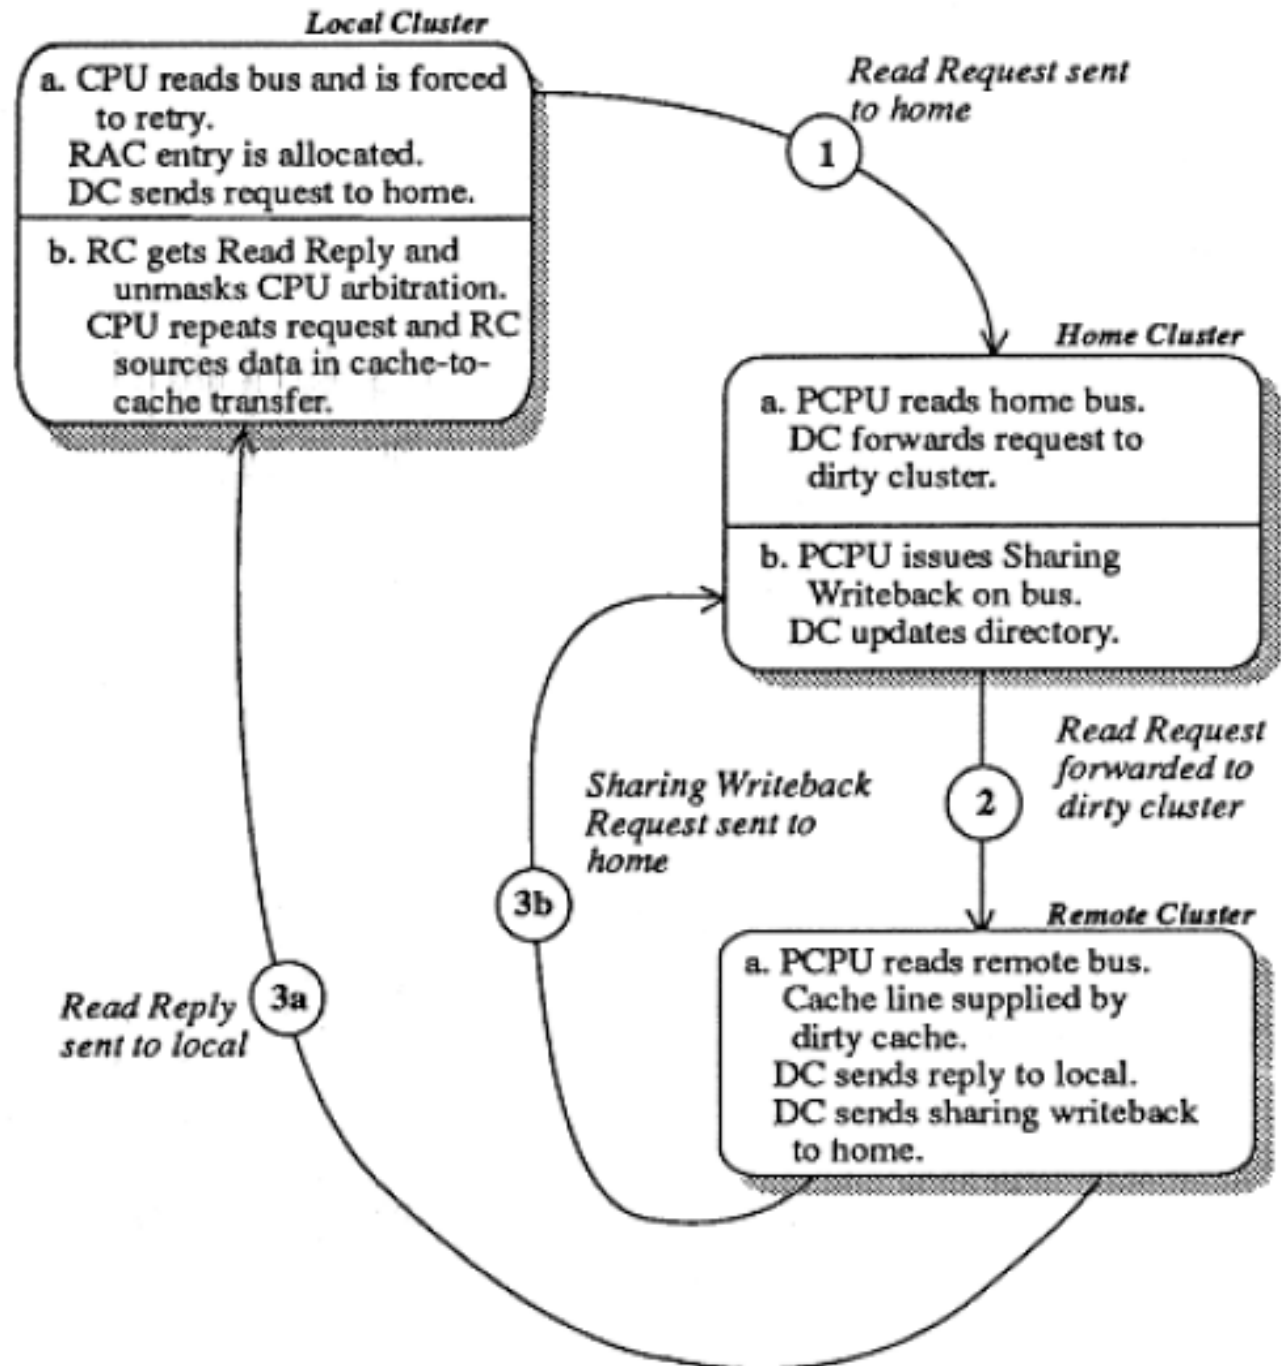 Local Cluster
a. CPU reads bus and is forced
to retry.
RAC entry is allocated.
DC sends request to home.
b. RC gets Read Reply and
unmasks CPU arbitration.
CPU repeats request and RC
sources data in cache-to-
cache transfer.
Read Request sent
to home
1
Home Cluster
a. PCPU reads home bus.
DC forwards request to
dirty cluster.
b. PCPU issues Sharing
Writeback on bus.
DC updates directory.
Read Request
forwarded to
dirty cluster
2
Sharing Writeback
Request sent to
home
3b
Remote Cluster
a. PCPU reads remote bus.
Cache line supplied by
dirty cache.
DC sends reply to local.
DC sends sharing writeback
to home.
Read Reply
sent to local
3a